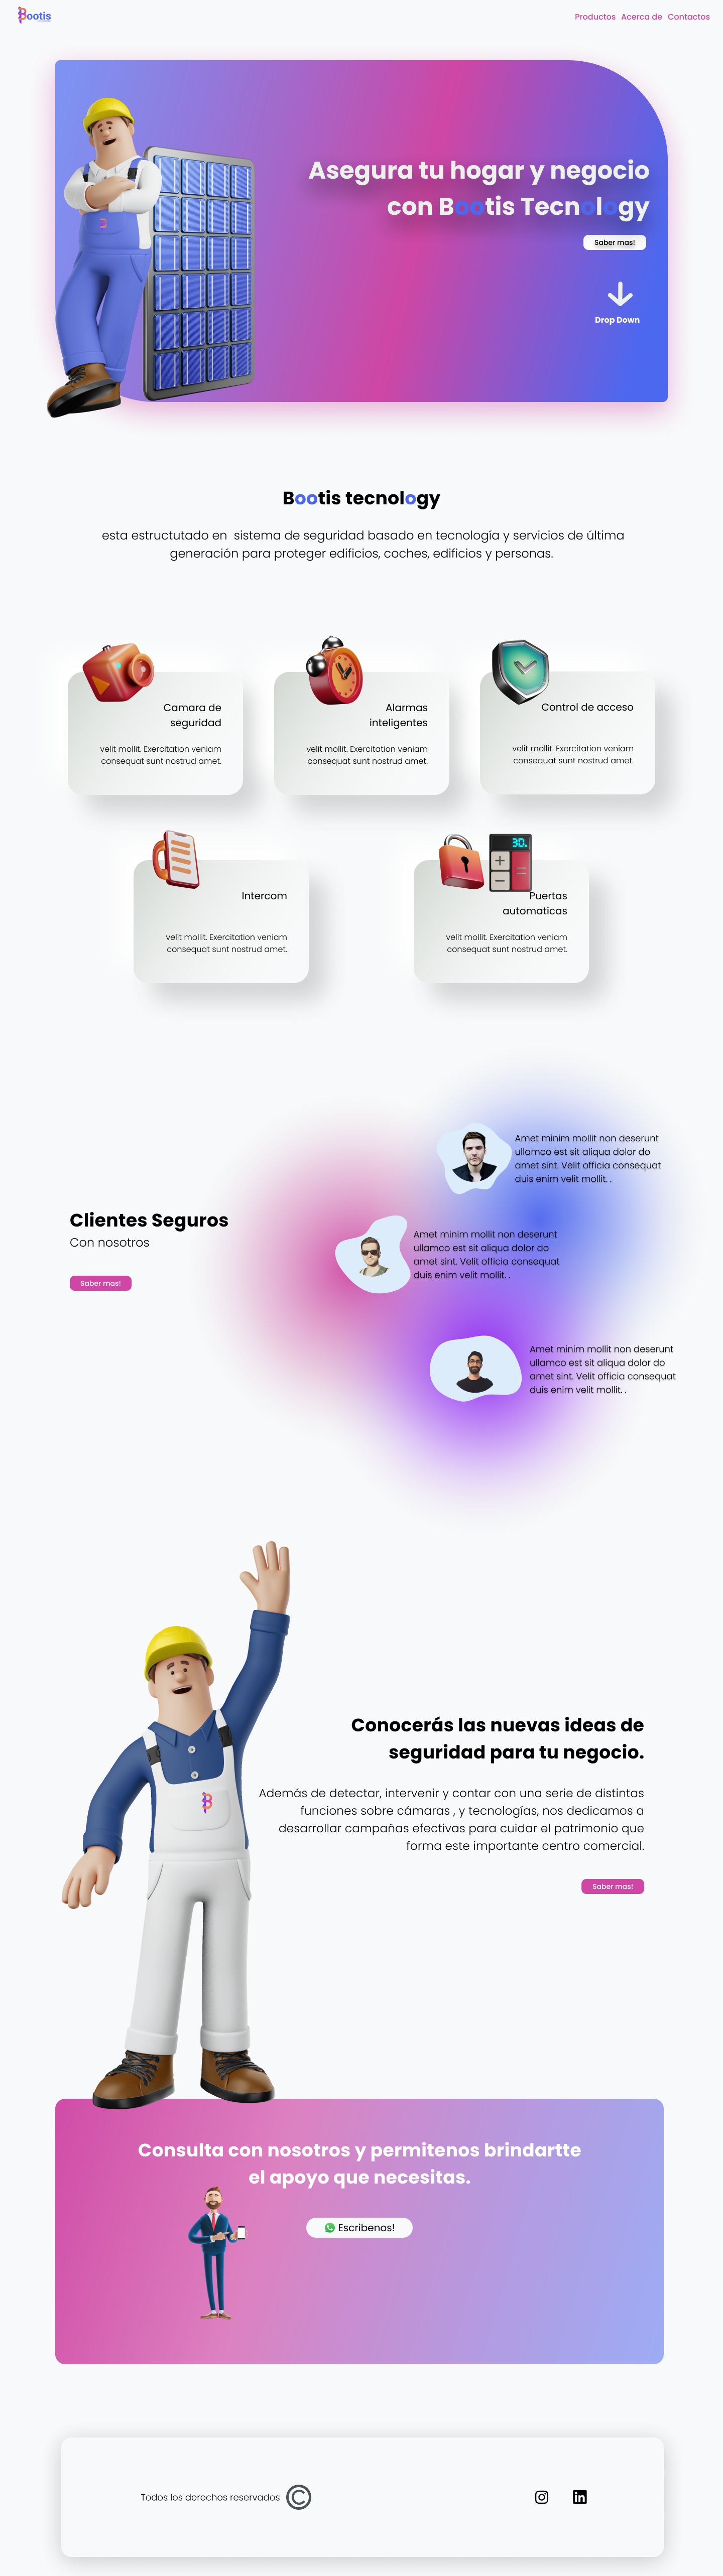 Bootis
Productos Acerca de Contactos
Asegura tu hogar y negocio
con Bootis Tecnology
Saber mas!
Drop Down
Bootis tecnology
esta estructutado en sistema de seguridad basado en tecnología y servicios de última
generación para proteger edificios, coches, edificios y personas.
Camara de
seguridad
velit mollit. Exercitation veniam
consequat sunt nostrud amet.
Alarmas
inteligentes
velit mollit. Exercitation veniam
consequat sunt nostrud amet.
Control de acceso
velit mollit. Exercitation veniam
consequat sunt nostrud amet.
Intercom
velit mollit. Exercitation veniam
consequat sunt nostrud amet.
30.
Puertas
automaticas
velit mollit. Exercitation veniam
consequat sunt nostrud amet.
Clientes Seguros
Con nosotros
Saber mas!
Amet minim mollit non deserunt
ullamco est sit aliqua dolor do
amet sint. Velit officia consequat
duis enim velit mollit. .
Amet minim mollit non deserunt
ullamco est sit aliqua dolor do
amet sint. Velit officia consequat
duis enim velit mollit. .
Amet minim mollit non deserunt
ullamco est sit aliqua dolor do
amet sint. Velit officia consequat
duis enim velit mollit. .
Conocerás las nuevas ideas de
seguridad para tu negocio.
Además de detectar, intervenir y contar con una serie de distintas
funciones sobre cámaras , y tecnologías, nos dedicamos a
desarrollar campañas efectivas para cuidar el patrimonio que
forma este importante centro comercial.
Saber mas!
Consulta con nosotros y permitenos brindartte
el apoyo que necesitas.
Escribenos!
Todos los derechos reservados ©